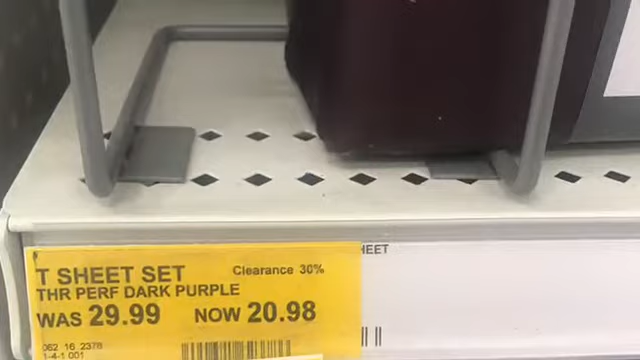 HEET
T SHEET SET Clearance 30%
THR PERF DARK PURPLE
WAS 29.99 NOW 20.98
062 16 2378
1-4-1 001